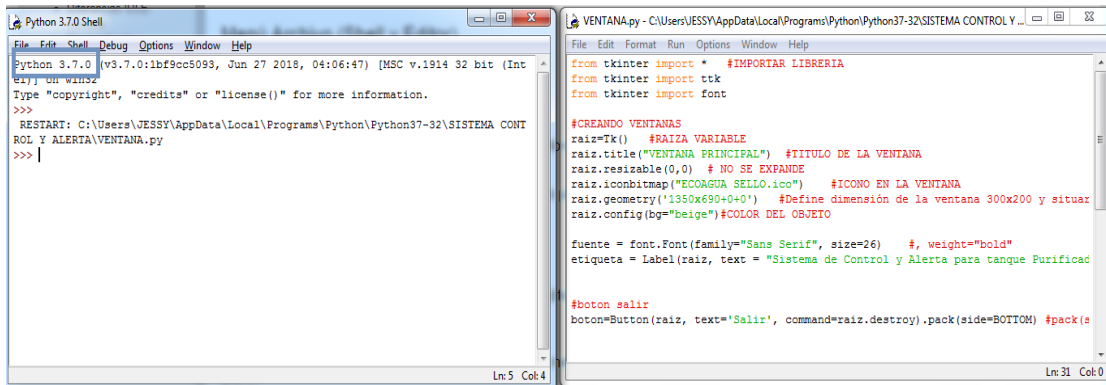 Python 3.7.0 Shell
File Edit Shell Debug Options Window Help
Python 3.7.0 (v3.7.0:1bf9cc5093, Jun 27 2018, 04:06:47) [MSC v.1914 32 bit (Int
el)] on win32
Type "copyright", "credits" or "license()" for more information.
>>>
RESTART: C:\Users\JESSY\AppData\Local\Programs\Python\Python37-32\SISTEMA CONT
ROL Y ALERTA\VENTANA.py
>>>
Ln: 5 Col: 4
VENTANA.py - C:\Users\JESSY\AppData\Local\Programs\Python\Python37-32\SISTEMA CONTROL Y ...
File Edit Format Run Options Window Help
from tkinter import * #IMPORTAR LIBRERIA
from tkinter import ttk
from tkinter import font
#CREANDO VENTANAS
raiz=Tk() #RAIZA VARIABLE
raiz.title("VENTANA PRINCIPAL") #TITULO DE LA VENTANA
raiz.resizable(0,0) # NO SE EXPANDE
raiz.iconbitmap("ECOAGUA SELLO.ico") #ICONO EN LA VENTANA
raiz.geometry('1350x690+0+0') #Define dimensión de la ventana 300x200 y situar
raiz.config(bg="beige")#COLOR DEL OBJETO
fuente = font.Font(family="Sans Serif", size=26) #, weight="bold"
etiqueta = Label(raiz, text = "Sistema de Control y Alerta para tanque Purificad
#boton salir
boton=Button(raiz, text='Salir', command=raiz.destroy).pack(side=BOTTOM) #pack(s
Ln: 31 Col: 0